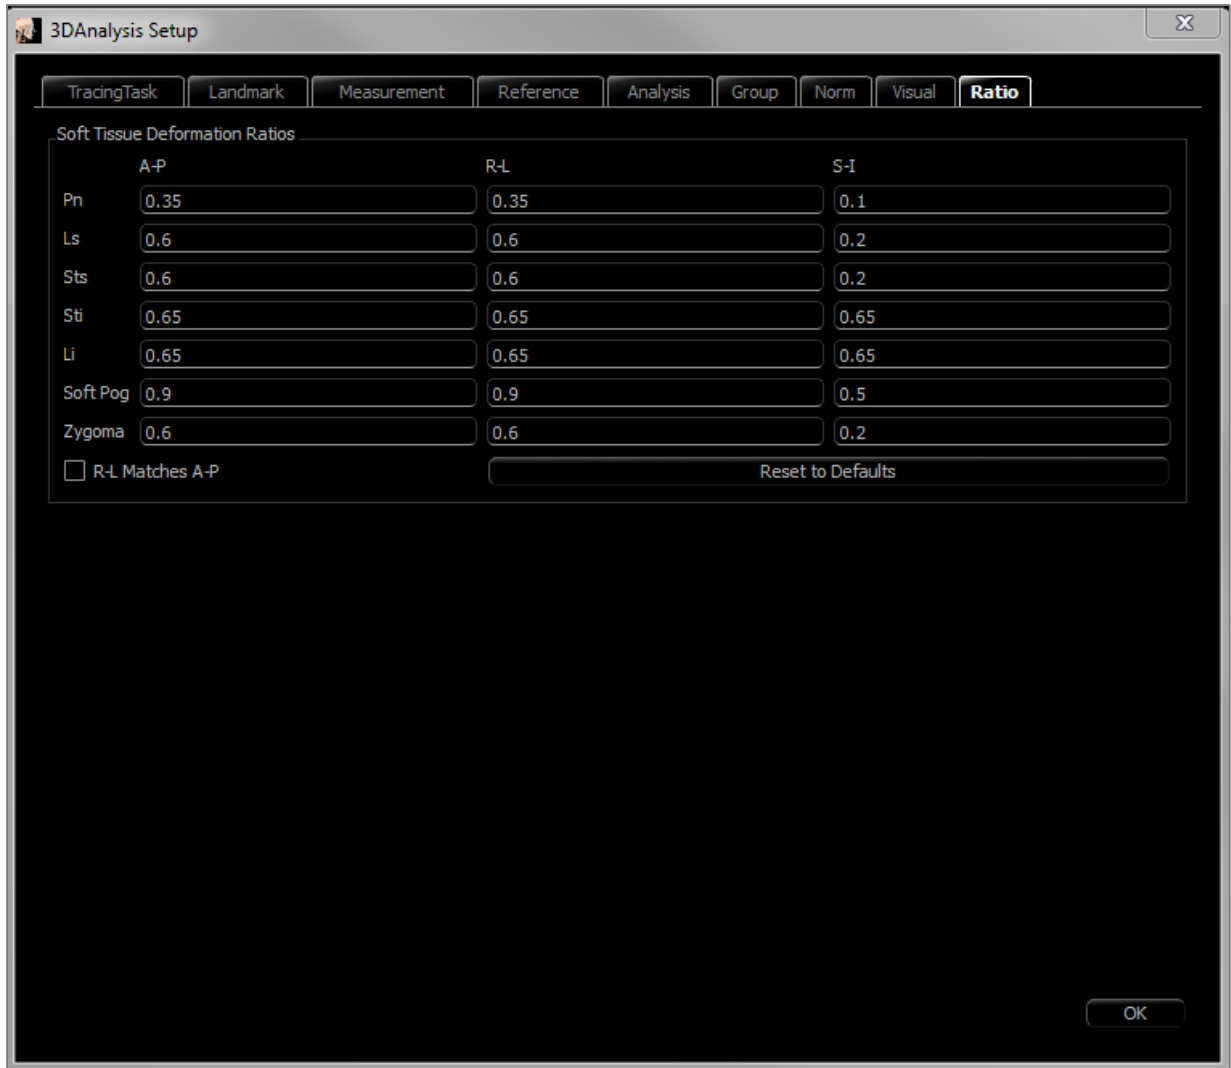 3DAnalysis Setup
TracingTask Landmark Measurement Reference Analysis Group Norm Visual Ratio
Soft Tissue Deformation Ratios
A-P R-L S-I
Pn 0.35 0.35 0.1
Ls 0.6 0.6 0.2
Sts 0.6 0.6 0.2
Sti 0.65 0.65 0.65
Li 0.65 0.65 0.65
Soft Pog 0.9 0.9 0.5
Zygoma 0.6 0.6 0.2
R-L Matches A-P Reset to Defaults
OK